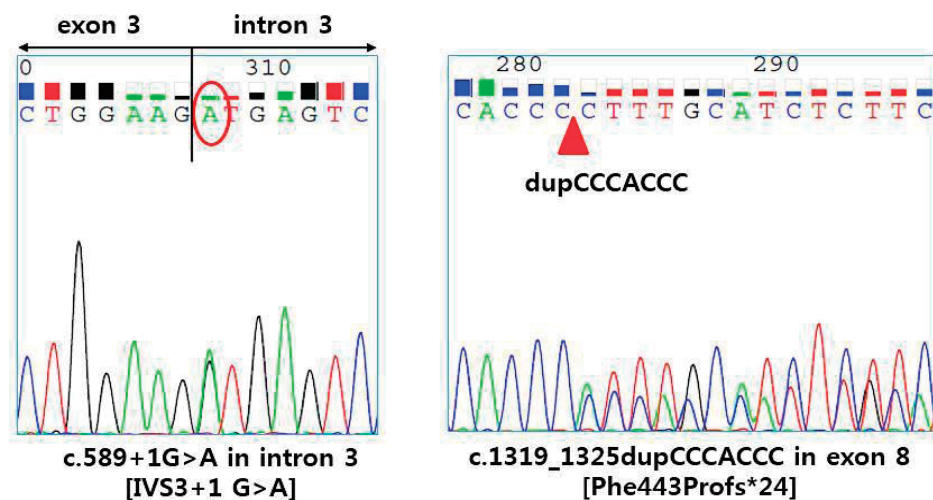 exon 3 intron 3
0 310
C T G G A A G A T G A G T C
c.589+1G>A in intron 3
[IVS3+1 G>A]
280 290
C A C C C C T T T G C A T C T C T T C
dupCCCACCC
c.1319_1325dupCCCACCC in exon 8
[Phe443Profs*24]